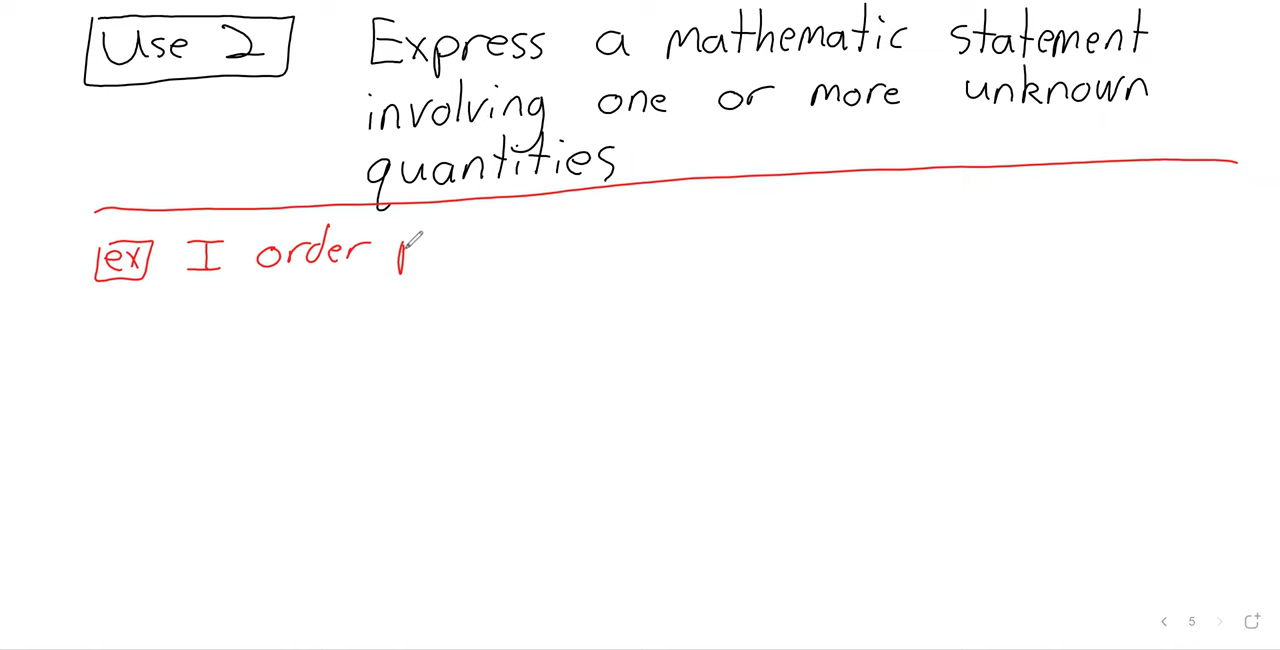 Use 2 Express a mathematic statement
involving one or more unknown
quantities
ex I order
5